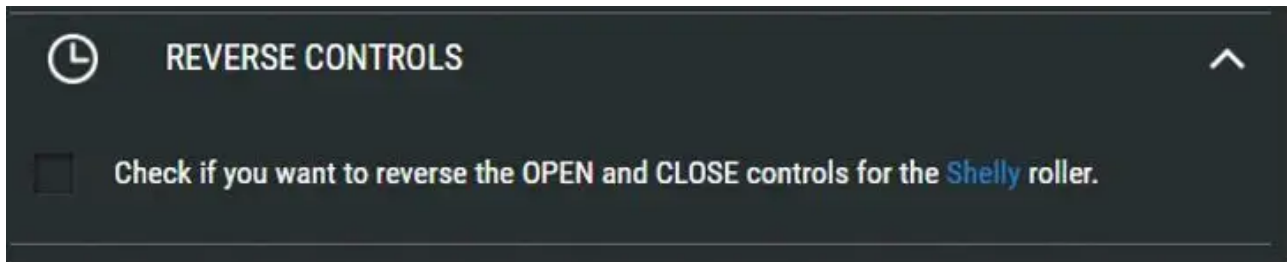 REVERSE CONTROLS
Check if you want to reverse the OPEN and CLOSE controls for the Shelly roller.